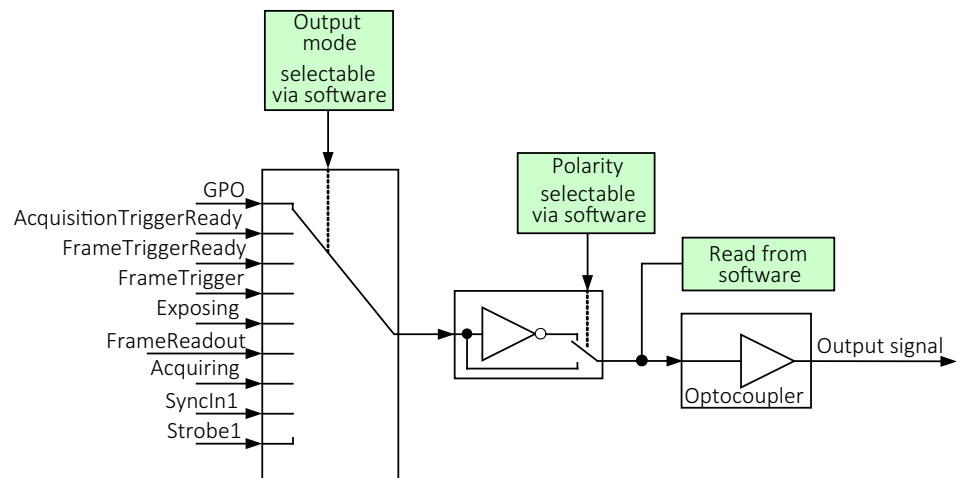 Output
mode
selectable
via software
Polarity
selectable
via software
Read from
software
GPO
AcquisitionTriggerReady
FrameTriggerReady
FrameTrigger
Exposing
FrameReadout
Acquiring
SyncIn1
Strobe1
Optocoupler
Output signal